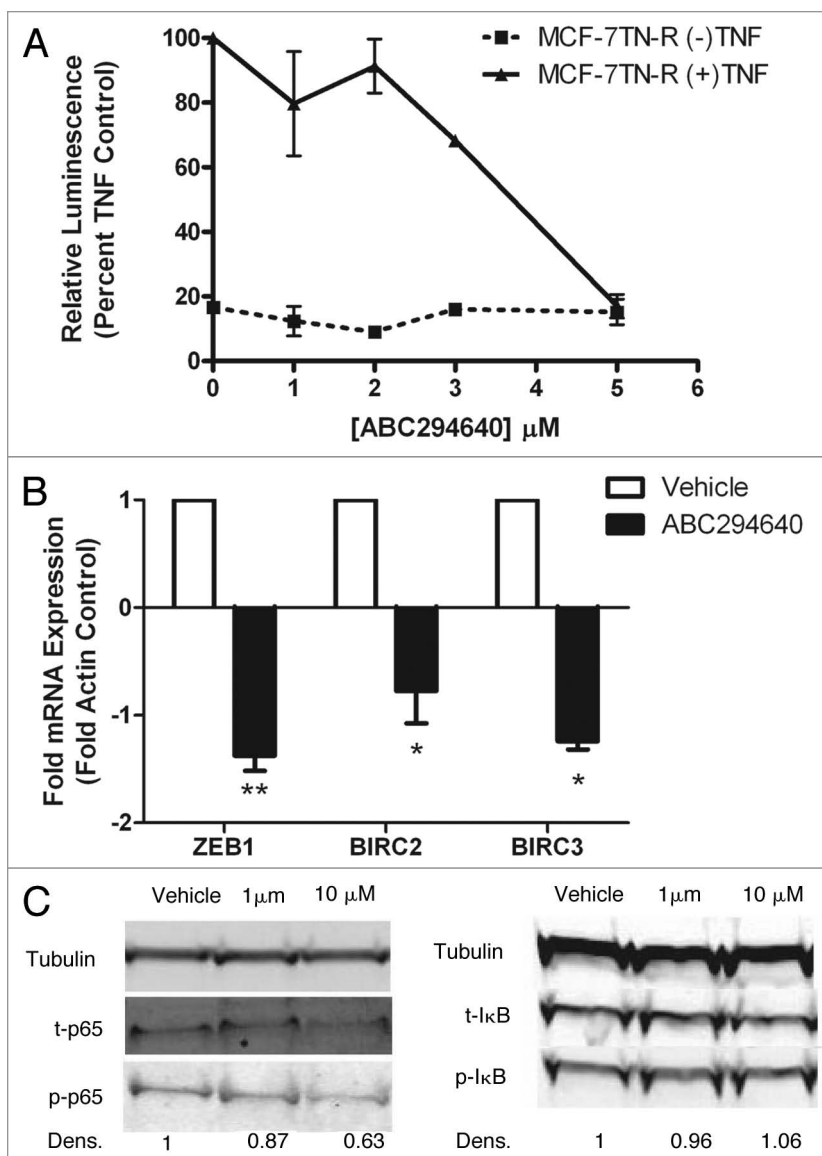 A
MCF-7TN-R (-)TNF
MCF-7TN-R (+)TNF
Relative Luminescence
(Percent TNF Control)
100
80
60
40
20
0
0 1 2 3 4 5 6
[ABC294640] μM
B
Vehicle
ABC294640
Fold mRNA Expression
(Fold Actin Control)
1
0
-1
-2
** * *
ZEB1 BIRC2 BIRC3
C
Vehicle 1μm 10 μM
Tubulin
t-p65
p-p65
Dens. 1 0.87 0.63
Vehicle 1μM 10 μM
Tubulin
t-IκB
p-IκB
Dens. 1 0.96 1.06